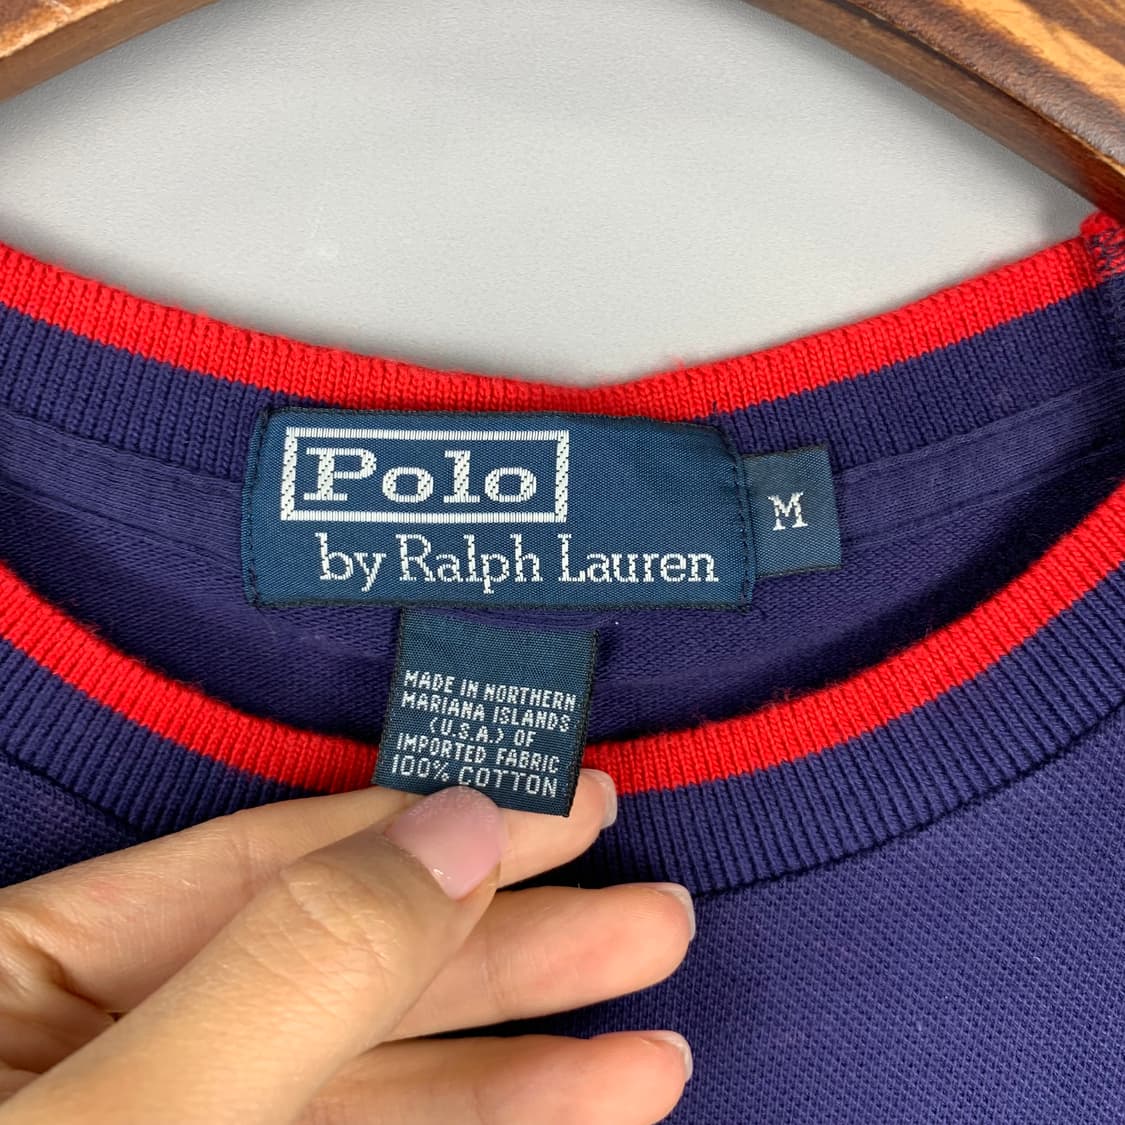 Polo
by Ralph Lauren
M
MADE IN NORTHERN
MARIANA ISLANDS
(U.S.A.) OF
IMPORTED FABRIC
100% COTTON